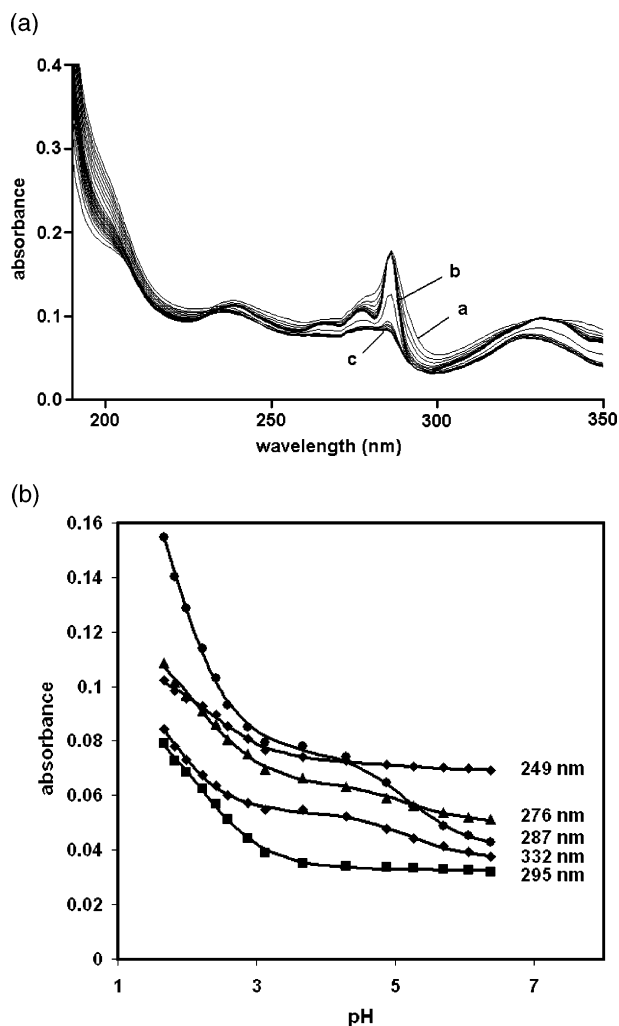 (a)
0.4
0.3
0.2
0.1
0.0
absorbance
b
a
c
200 250 300 350
wavelength (nm)
(b)
0.16
0.14
0.12
0.1
0.08
0.06
0.04
0.02
0
absorbance
249 nm
276 nm
287 nm
332 nm
295 nm
1 3 5 7
pH